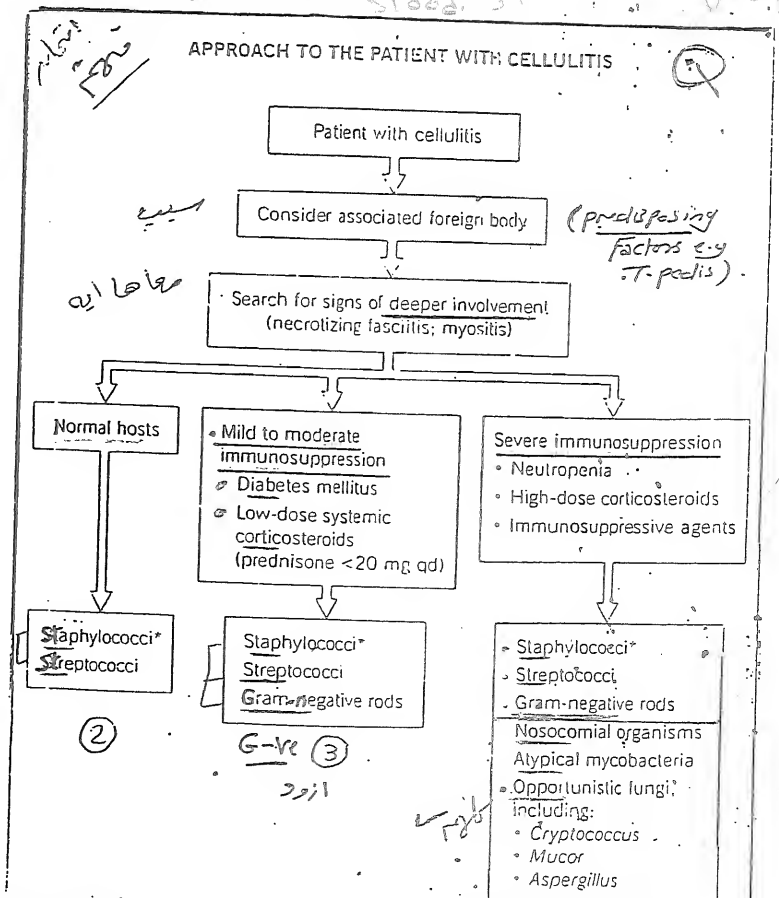 APPROACH TO THE PATIENT WITH CELLULITIS
Patient with cellulitis
Consider associated foreign body
(predisposing
factors e.g
T. pedis).
Search for signs of deeper involvement
(necrotizing fasciitis; myositis)
معاها ايه
Normal hosts
• Mild to moderate
immunosuppression
• Diabetes mellitus
• Low-dose systemic
corticosteroids
(prednisone <20 mg qd)
Severe immunosuppression
• Neutropenia
• High-dose corticosteroids
• Immunosuppressive agents
Staphylococci*
Streptococci
②
Staphylococci*
Streptococci
Gram-negative rods
G-ve ③
ازود
Staphylococci*
Streptococci
Gram-negative rods
Nosocomial organisms
Atypical mycobacteria
Opportunistic fungi,
including:
• Cryptococcus
• Mucor
• Aspergillus